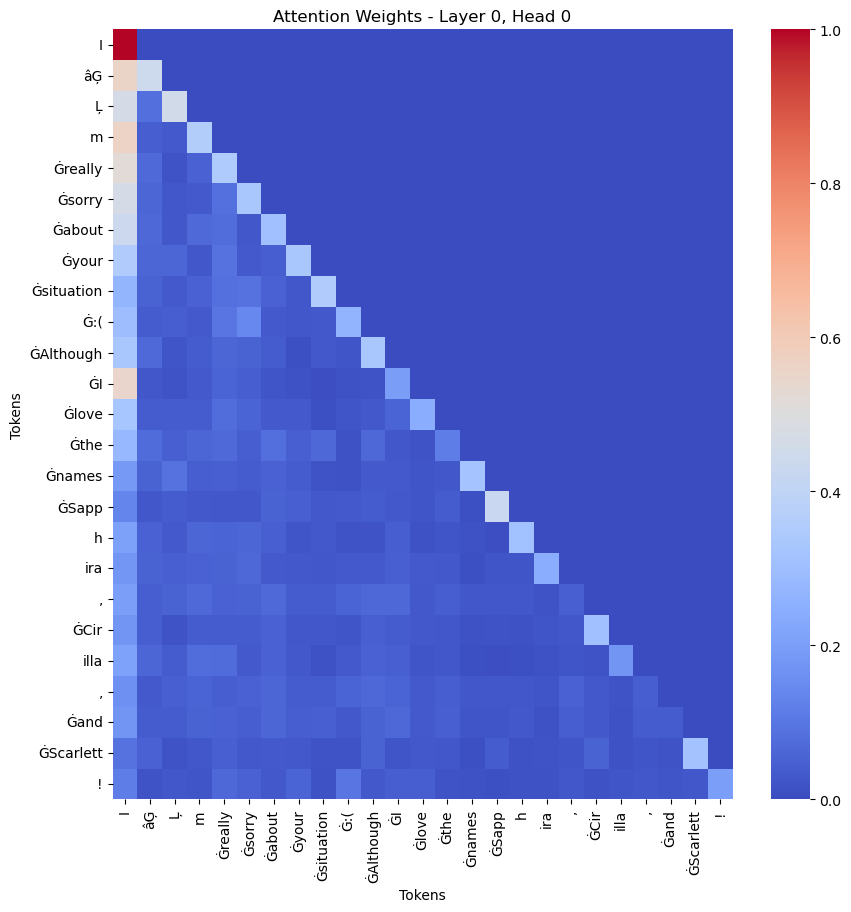 Attention Weights - Layer 0, Head 0
I
âĢ
Ļ
m
Ġreally
Ġsorry
Ġabout
Ġyour
Ġsituation
Ġ:(
ĠAlthough
ĠI
Ġlove
Ġthe
Ġnames
ĠSapp
h
ira
,
ĠCir
illa
,
Ġand
ĠScarlett
!
Tokens
I
âĢ
Ļ
m
Ġreally
Ġsorry
Ġabout
Ġyour
Ġsituation
Ġ:(
ĠAlthough
ĠI
Ġlove
Ġthe
Ġnames
ĠSapp
h
ira
,
ĠCir
illa
,
Ġand
ĠScarlett
!
Tokens
1.0
0.8
0.6
0.4
0.2
0.0